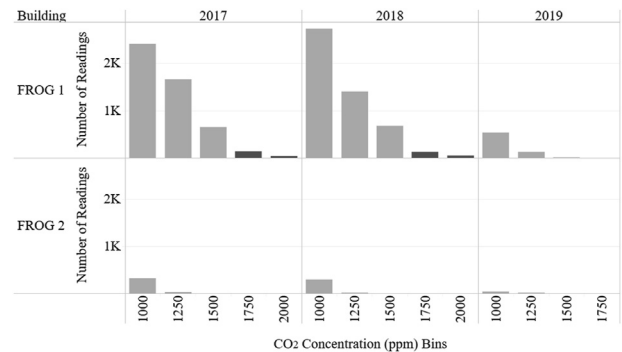 Building 2017 2018 2019
FROG 1
Number of Readings
2K
1K
FROG 2
Number of Readings
2K
1K
1000 1250 1500 1750 2000 1000 1250 1500 1750 2000 1000 1250 1500 1750
CO2 Concentration (ppm) Bins